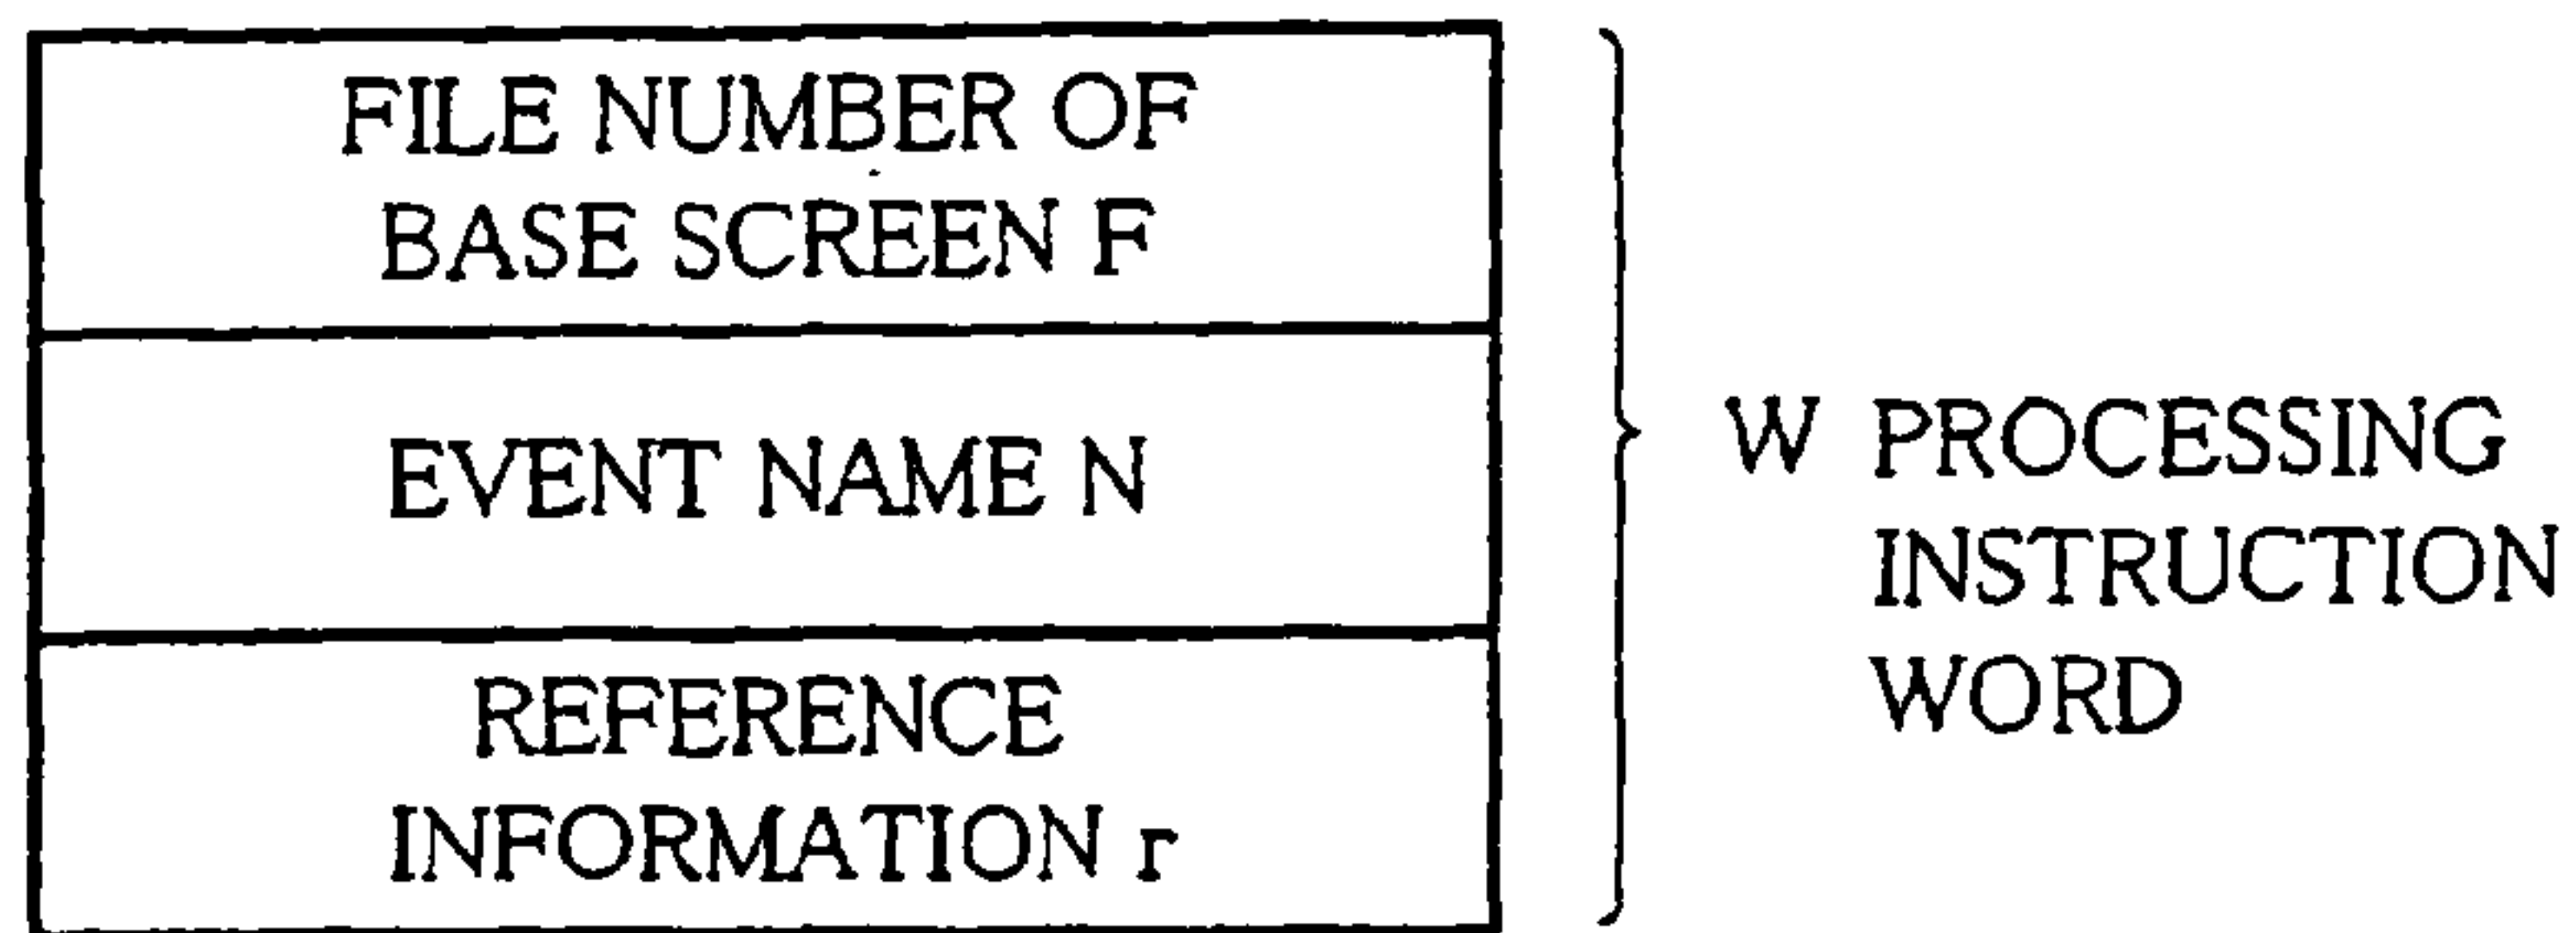 FILE NUMBER OF
BASE SCREEN F
EVENT NAME N
REFERENCE
INFORMATION r
W PROCESSING
INSTRUCTION
WORD